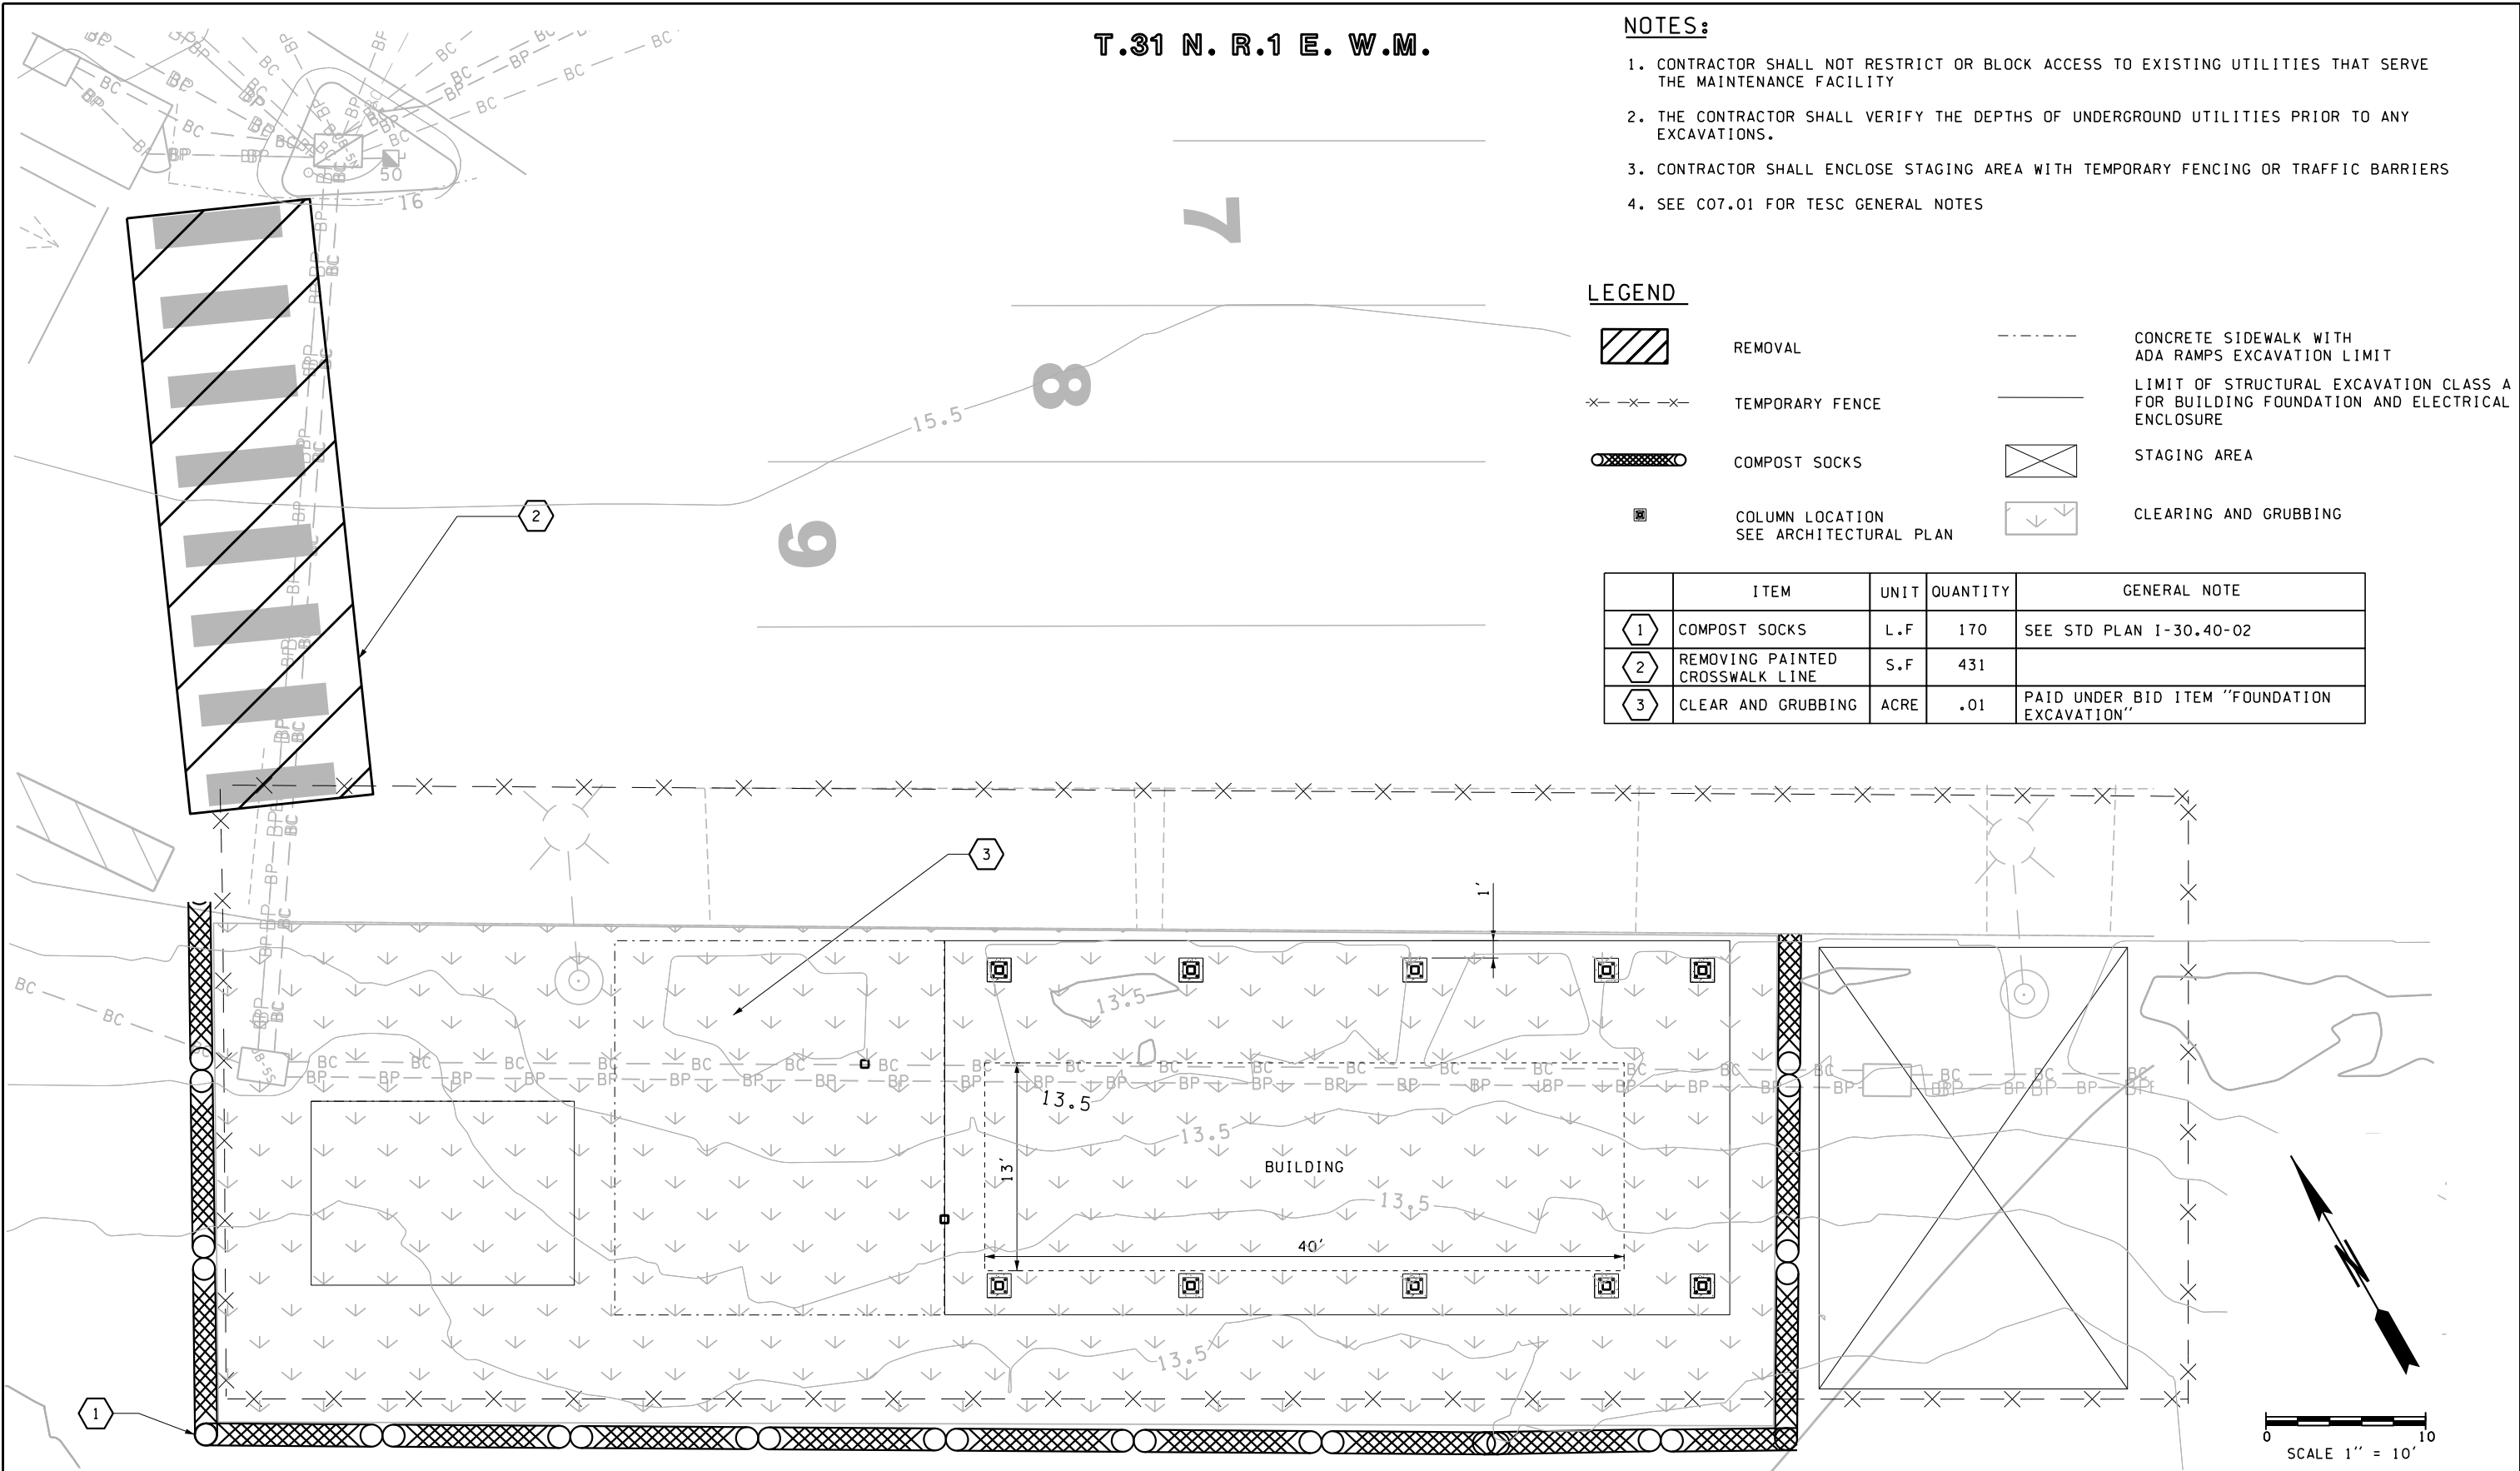 T.31 N. R.1 E. W.M.
NOTES:
1. CONTRACTOR SHALL NOT RESTRICT OR BLOCK ACCESS TO EXISTING UTILITIES THAT SERVE
THE MAINTENANCE FACILITY
2. THE CONTRACTOR SHALL VERIFY THE DEPTHS OF UNDERGROUND UTILITIES PRIOR TO ANY
EXCAVATIONS.
3. CONTRACTOR SHALL ENCLOSE STAGING AREA WITH TEMPORARY FENCING OR TRAFFIC BARRIERS
4. SEE C07.01 FOR TESC GENERAL NOTES
LEGEND
REMOVAL
TEMPORARY FENCE
COMPOST SOCKS
COLUMN LOCATION
SEE ARCHITECTURAL PLAN
CONCRETE SIDEWALK WITH
ADA RAMPS EXCAVATION LIMIT
LIMIT OF STRUCTURAL EXCAVATION CLASS A
FOR BUILDING FOUNDATION AND ELECTRICAL
ENCLOSURE
STAGING AREA
CLEARING AND GRUBBING
ITEM UNIT QUANTITY GENERAL NOTE
1 COMPOST SOCKS L.F 170 SEE STD PLAN I-30.40-02
2 REMOVING PAINTED
CROSSWALK LINE S.F 431
3 CLEAR AND GRUBBING ACRE .01 PAID UNDER BID ITEM "FOUNDATION
EXCAVATION"
50
16
7
8
9
15.5
2
3
1'
13.5
13.5
13.5
13'
BUILDING
13.5
40'
13.5
1
BC
BP
N
0 10
SCALE 1" = 10'